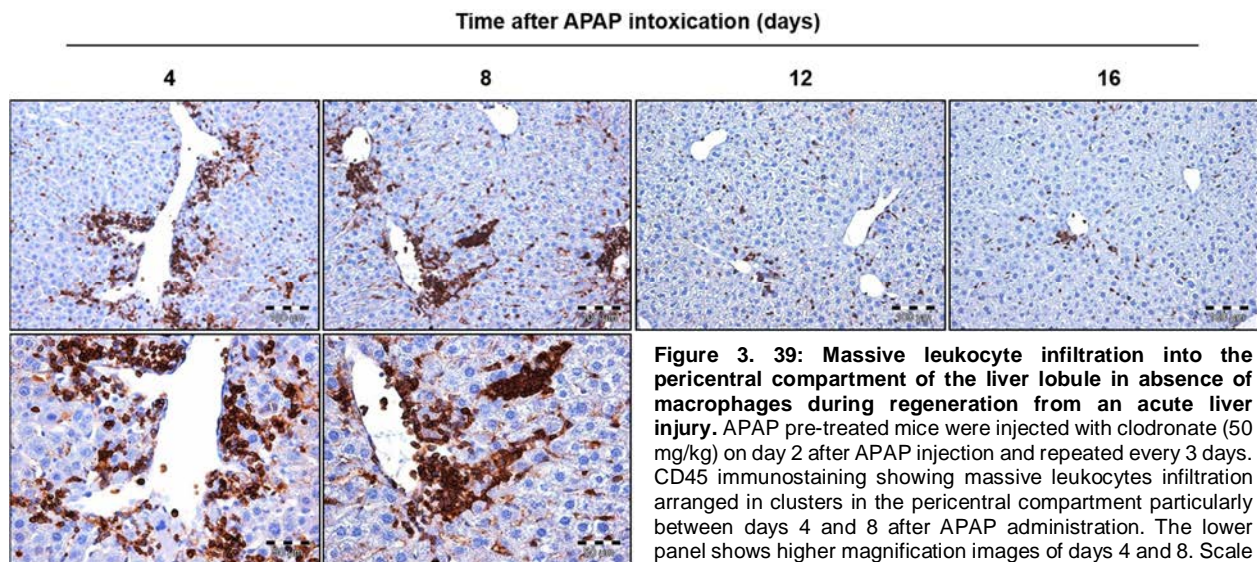 Time after APAP intoxication (days)
4 8 12 16
Figure 3. 39: Massive leukocyte infiltration into the
pericentral compartment of the liver lobule in absence of
macrophages during regeneration from an acute liver
injury. APAP pre-treated mice were injected with clodronate (50
mg/kg) on day 2 after APAP injection and repeated every 3 days.
CD45 immunostaining showing massive leukocytes infiltration
arranged in clusters in the pericentral compartment particularly
between days 4 and 8 after APAP administration. The lower
panel shows higher magnification images of days 4 and 8. Scale